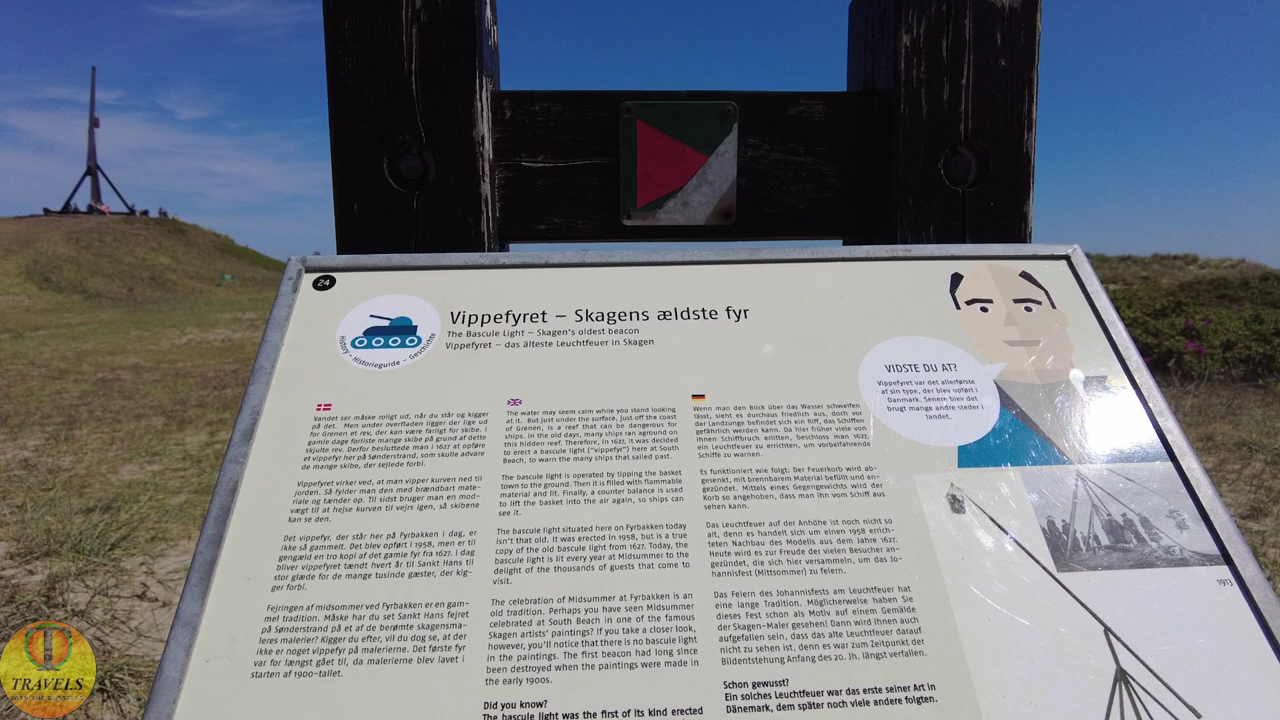 24
History - Historieguide - Geschichte
Vippefyret – Skagens ældste fyr
The Bascule Light – Skagen's oldest beacon
Vippefyret – das älteste Leuchtfeuer in Skagen
VIDSTE DU AT?
Vippefyret var det allerførste
af sin type, der blev opført i
Danmark. Senere blev det
brugt mange andre steder i
landet.
Vandet ser måske roligt ud, når du står og kigger
på det. Men under overfladen ligger der lige ud
for Grenen et rev, der kan være farligt for skibe. I
gamle dage forliste mange skibe på grund af dette
skjulte rev. Derfor besluttede man i 1627 at opføre
et vippefyr her på Sønderstrand, som skulle advare
de mange skibe, der sejlede forbi.
Vippefyret virker ved, at man vipper kurven ned til
jorden. Så fylder man den med brændbart mate-
riale og tænder op. Til sidst bruger man en mod-
vægt til at hejse kurven til vejrs igen, så skibene
kan se den.
Det vippefyr, der står her på Fyrbakken i dag, er
ikke så gammelt. Det blev opført i 1958, men er til
gengæld en tro kopi af det gamle fyr fra 1627. I dag
bliver vippefyret tændt hvert år til Sankt Hans til
stor glæde for de mange tusinde gæster, der kig-
ger forbi.
Fejringen af midsommer ved Fyrbakken er en gam-
mel tradition. Måske har du set Sankt Hans fejret
på Sønderstrand på et af de berømte skagensma-
leres malerier? Kigger du efter, vil du dog se, at der
ikke er noget vippefyr på malerierne. Det første fyr
var for længst gået til, da malerierne blev lavet i
starten af 1900-tallet.
The water may seem calm while you stand looking
at it. But just under the surface, just off the coast
of Grenen, is a reef that can be dangerous for
ships. In the old days, many ships ran aground on
this hidden reef. Therefore, in 1627, it was decided
to erect a bascule light ("vippefyr") here at South
Beach, to warn the many ships that sailed past.
The bascule light is operated by tipping the basket
town to the ground. Then it is filled with flammable
material and lit. Finally, a counter balance is used
to lift the basket into the air again, so ships can
see it.
The bascule light situated here on Fyrbakken today
isn't that old. It was erected in 1958, but is a true
copy of the old bascule light from 1627. Today, the
bascule light is lit every year at Midsummer to the
delight of the thousands of guests that come to
visit.
The celebration of Midsummer at Fyrbakken is an
old tradition. Perhaps you have seen Midsummer
celebrated at South Beach in one of the famous
Skagen artists' paintings? If you take a closer look,
however, you'll notice that there is no bascule light
in the paintings. The first beacon had long since
been destroyed when the paintings were made in
the early 1900s.
Did you know?
The bascule light was the first of its kind erected
Wenn man den Blick über das Wasser schweifen
lässt, sieht es durchaus friedlich aus, doch vor
der Landzunge befindet sich ein Riff, das Schiffen
gefährlich werden kann. Da hier früher viele von
ihnen Schiffbruch erlitten, beschloss man 1627,
ein Leuchtfeuer zu errichten, um vorbeifahrende
Schiffe zu warnen.
Es funktioniert wie folgt: Der Feuerkorb wird ab-
gesenkt, mit brennbarem Material befüllt und an-
gezündet. Mittels eines Gegengewichts wird der
Korb so angehoben, dass man ihn vom Schiff aus
sehen kann.
Das Leuchtfeuer auf der Anhöhe ist noch nicht so
alt, denn es handelt sich um einen 1958 errich-
teten Nachbau des Modells aus dem Jahre 1627.
Heute wird es zur Freude der vielen Besucher an-
gezündet, die sich hier versammeln, um das Jo-
hannisfest (Mittsommer) zu feiern.
Das Feiern des Johannisfests am Leuchtfeuer hat
eine lange Tradition. Möglicherweise haben Sie
dieses Fest schon als Motiv auf einem Gemälde
der Skagen-Maler gesehen! Dann wird Ihnen auch
aufgefallen sein, dass das alte Leuchtfeuer darauf
nicht zu sehen ist, denn es war zum Zeitpunkt der
Bildentstehung Anfang des 20. Jh. längst verfallen.
Schon gewusst?
Ein solches Leuchtfeuer war das erste seiner Art in
Dänemark, dem später noch viele andere folgten.
1913
TRAVELS